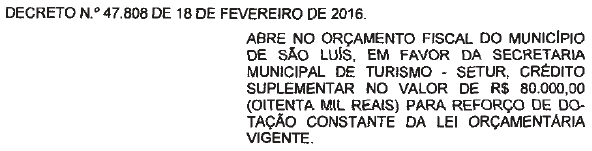 DECRETO N.º 47.808 DE 18 DE FEVEREIRO DE 2016.
ABRE NO ORÇAMENTO FISCAL DO MUNICÍPIO
DE SÃO LUÍS, EM FAVOR DA SECRETARIA
MUNICIPAL DE TURISMO - SETUR, CRÉDITO
SUPLEMENTAR NO VALOR DE R$ 80.000,00
(OITENTA MIL REAIS) PARA REFORÇO DE DO-
TAÇÃO CONSTANTE DA LEI ORÇAMENTÁRIA
VIGENTE.